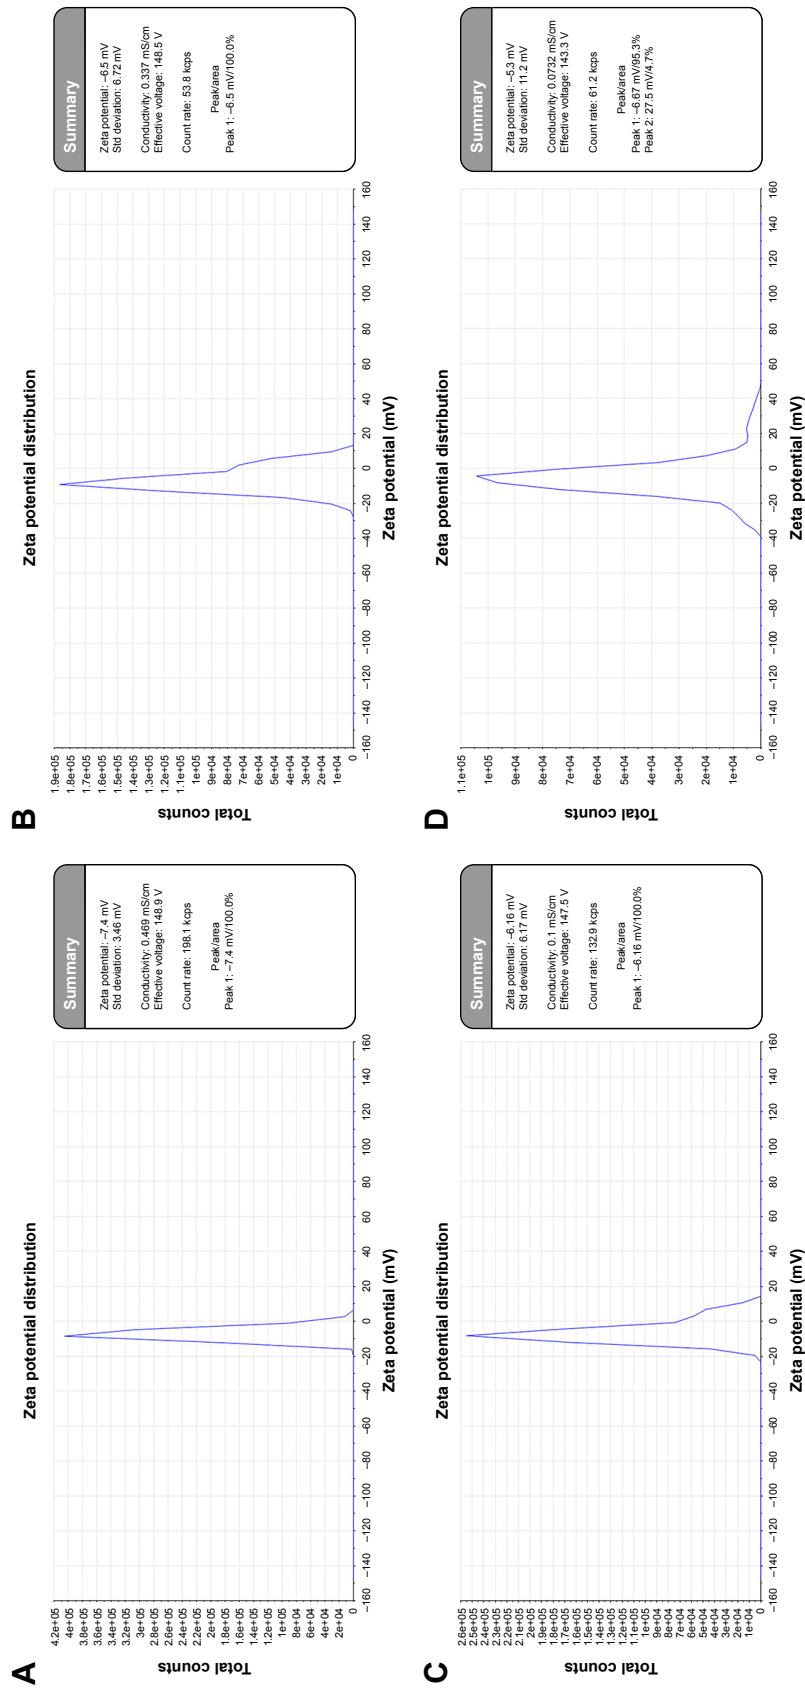 A
Zeta potential distribution
Total counts
4.2e+05
4e+05
3.8e+05
3.6e+05
3.4e+05
3.2e+05
3e+05
2.8e+05
2.6e+05
2.4e+05
2.2e+05
2e+05
1.8e+05
1.6e+05
1.4e+05
1.2e+05
1e+05
8e+04
6e+04
4e+04
2e+04
0
–160 –140 –120 –100 –80 –60 –40 –20 0 20 40 60 80 100 120 140 160
Zeta potential (mV)
Summary
Zeta potential: –7.4 mV
Std deviation: 3.46 mV
Conductivity: 0.469 mS/cm
Effective voltage: 148.9 V
Count rate: 198.1 kcps
Peak/area
Peak 1: –7.4 mV/100.0%
B
Zeta potential distribution
Total counts
1.9e+05
1.8e+05
1.7e+05
1.6e+05
1.5e+05
1.4e+05
1.3e+05
1.2e+05
1.1e+05
1e+05
9e+04
8e+04
7e+04
6e+04
5e+04
4e+04
3e+04
2e+04
1e+04
0
–160 –140 –120 –100 –80 –60 –40 –20 0 20 40 60 80 100 120 140 160
Zeta potential (mV)
Summary
Zeta potential: –6.5 mV
Std deviation: 6.72 mV
Conductivity: 0.337 mS/cm
Effective voltage: 148.5 V
Count rate: 53.8 kcps
Peak/area
Peak 1: –6.5 mV/100.0%
C
Zeta potential distribution
Total counts
2.6e+05
2.5e+05
2.4e+05
2.3e+05
2.2e+05
2.1e+05
2e+05
1.9e+05
1.8e+05
1.7e+05
1.6e+05
1.5e+05
1.4e+05
1.3e+05
1.2e+05
1.1e+05
1e+05
9e+04
8e+04
7e+04
6e+04
5e+04
4e+04
3e+04
2e+04
1e+04
0
–160 –140 –120 –100 –80 –60 –40 –20 0 20 40 60 80 100 120 140 160
Zeta potential (mV)
Summary
Zeta potential: –6.16 mV
Std deviation: 6.17 mV
Conductivity: 0.1 mS/cm
Effective voltage: 147.5 V
Count rate: 132.9 kcps
Peak/area
Peak 1: –6.16 mV/100.0%
D
Zeta potential distribution
Total counts
1.1e+05
1e+05
9e+04
8e+04
7e+04
6e+04
5e+04
4e+04
3e+04
2e+04
1e+04
0
–160 –140 –120 –100 –80 –60 –40 –20 0 20 40 60 80 100 120 140 160
Zeta potential (mV)
Summary
Zeta potential: –5.3 mV
Std deviation: 11.2 mV
Conductivity: 0.0732 mS/cm
Effective voltage: 143.3 V
Count rate: 61.2 kcps
Peak/area
Peak 1: –6.67 mV/95.3%
Peak 2: 27.5 mV/4.7%